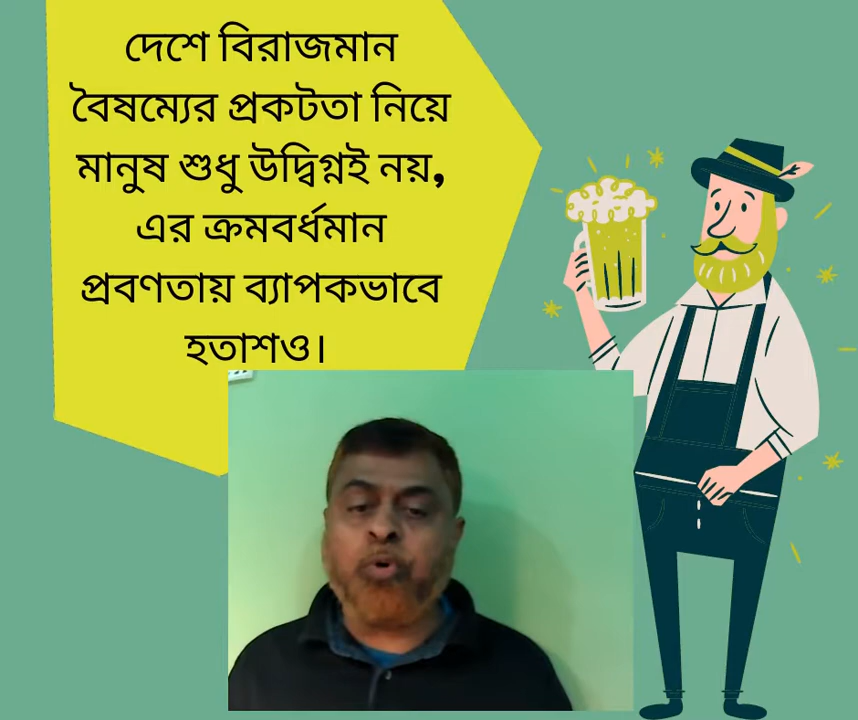 দেশে বিরাজমান
বৈষম্যের প্রকটতা নিয়ে
মানুষ শুধু উদ্বিগ্নই নয়,
এর ক্রমবর্ধমান
প্রবণতায় ব্যাপকভাবে
হতাশও।